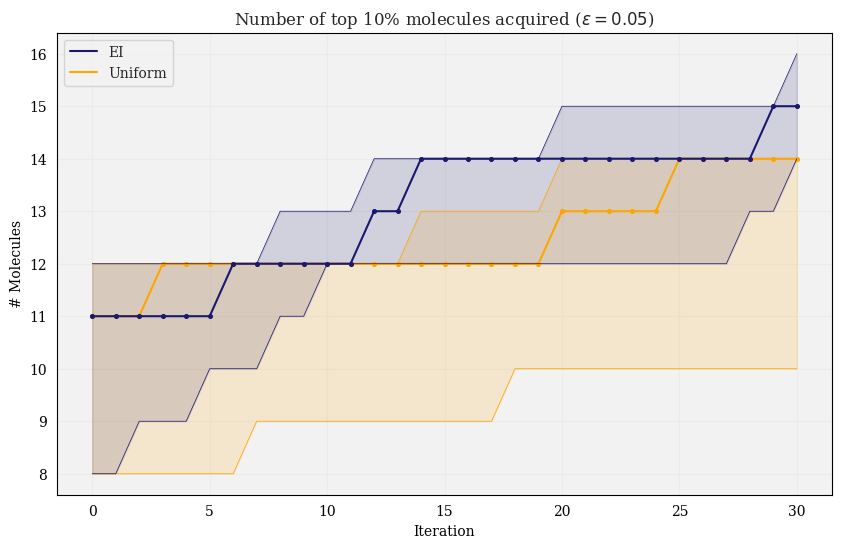 Number of top 10% molecules acquired (ε = 0.05)
EI
Uniform
# Molecules
16
15
14
13
12
11
10
9
8
0 5 10 15 20 25 30
Iteration